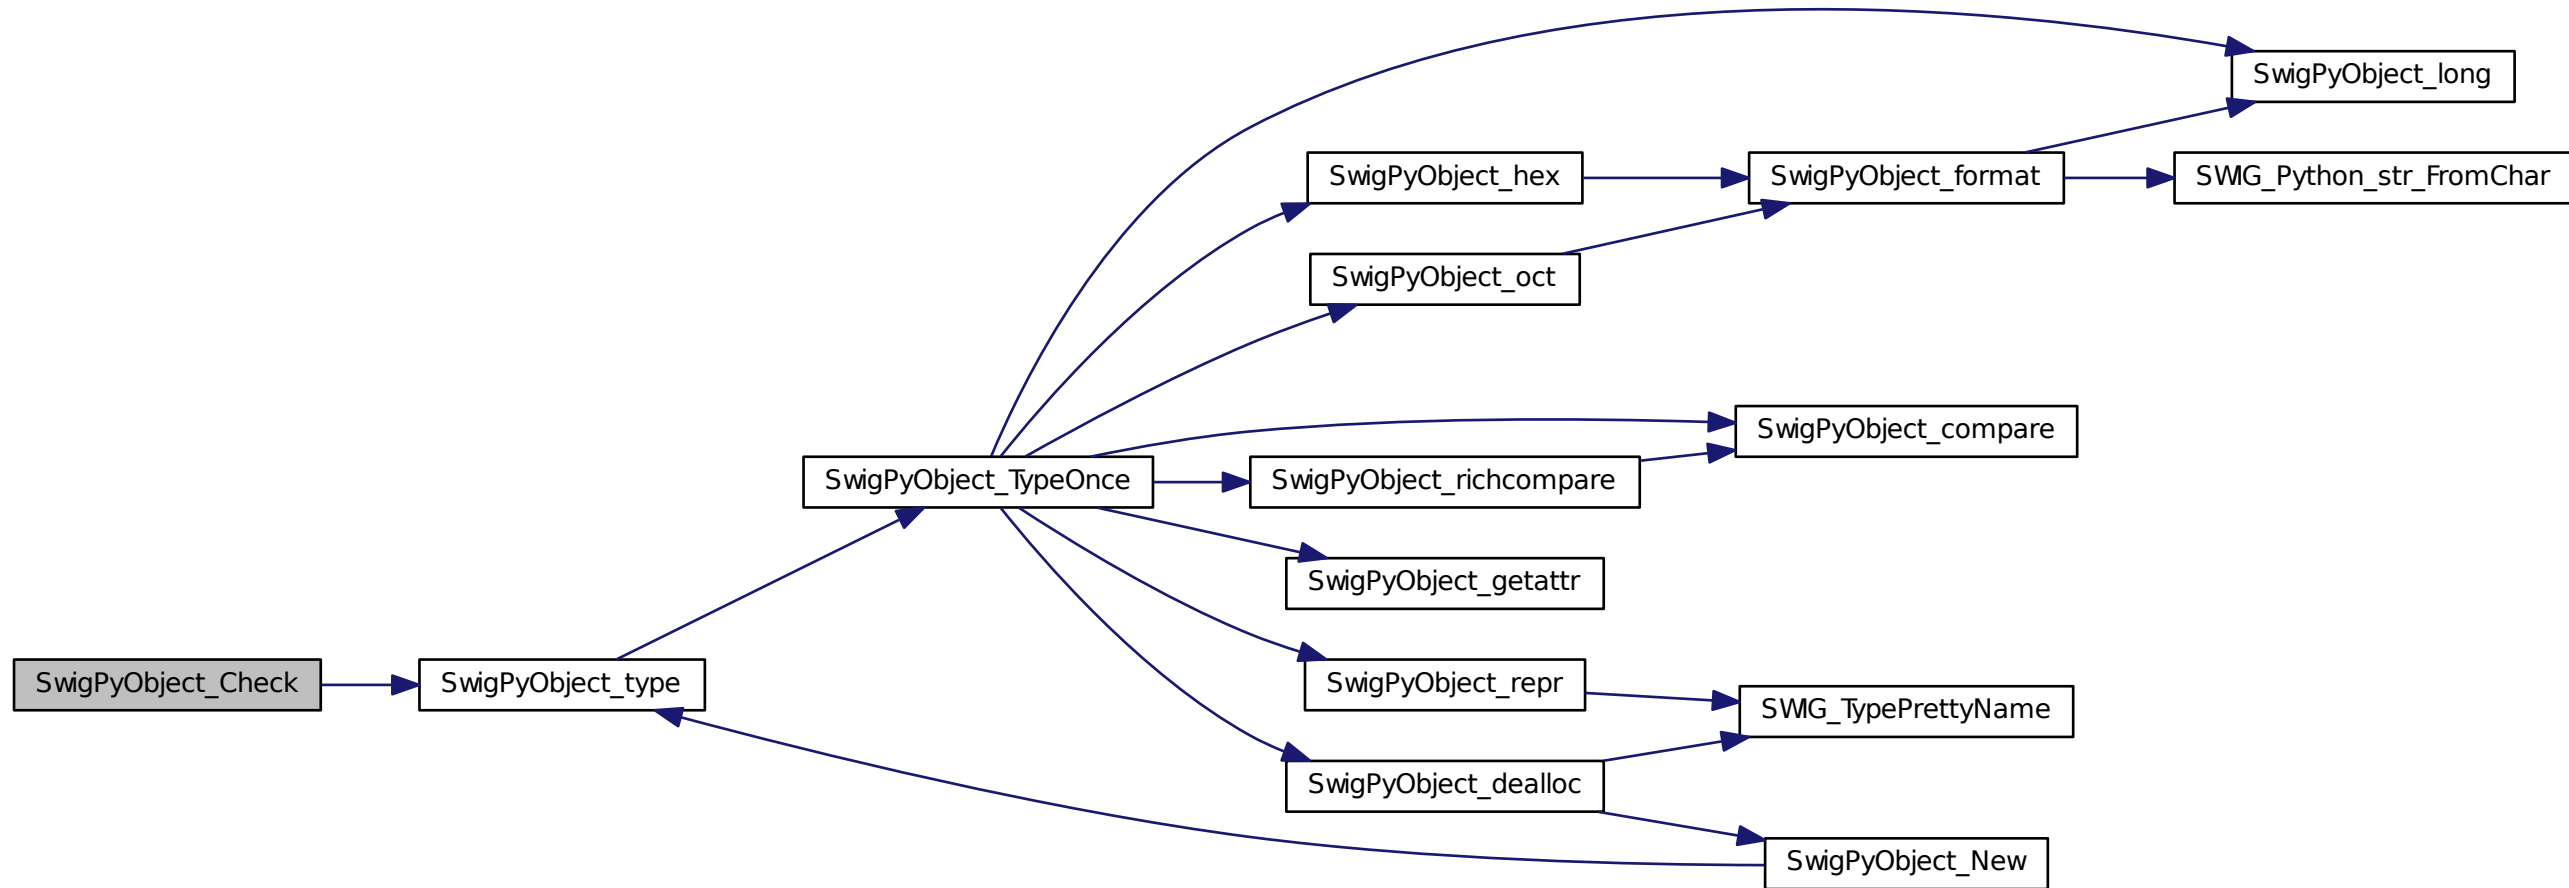 SwigPyObject_long
SwigPyObject_hex
SwigPyObject_format
SWIG_Python_str_FromChar
SwigPyObject_oct
SwigPyObject_compare
SwigPyObject_TypeOnce
SwigPyObject_richcompare
SwigPyObject_getattr
SwigPyObject_Check
SwigPyObject_type
SwigPyObject_repr
SWIG_TypePrettyName
SwigPyObject_dealloc
SwigPyObject_New